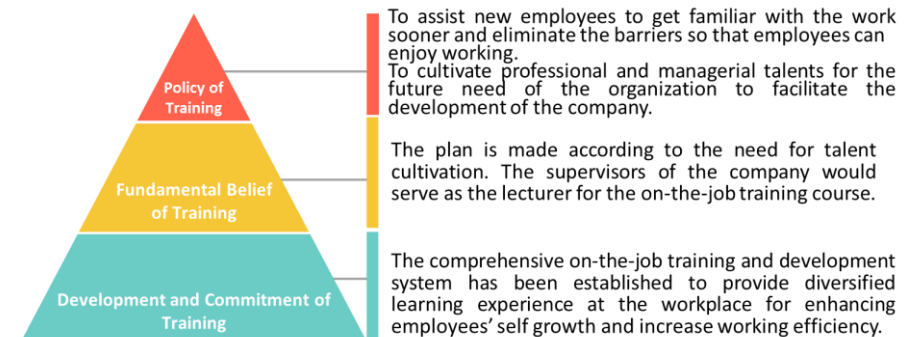 Policy of
Training
To assist new employees to get familiar with the work
sooner and eliminate the barriers so that employees can
enjoy working.
To cultivate professional and managerial talents for the
future need of the organization to facilitate the
development of the company.
Fundamental Belief
of Training
The plan is made according to the need for talent
cultivation. The supervisors of the company would
serve as the lecturer for the on-the-job training course.
Development and Commitment of
Training
The comprehensive on-the-job training and development
system has been established to provide diversified
learning experience at the workplace for enhancing
employees’ self growth and increase working efficiency.